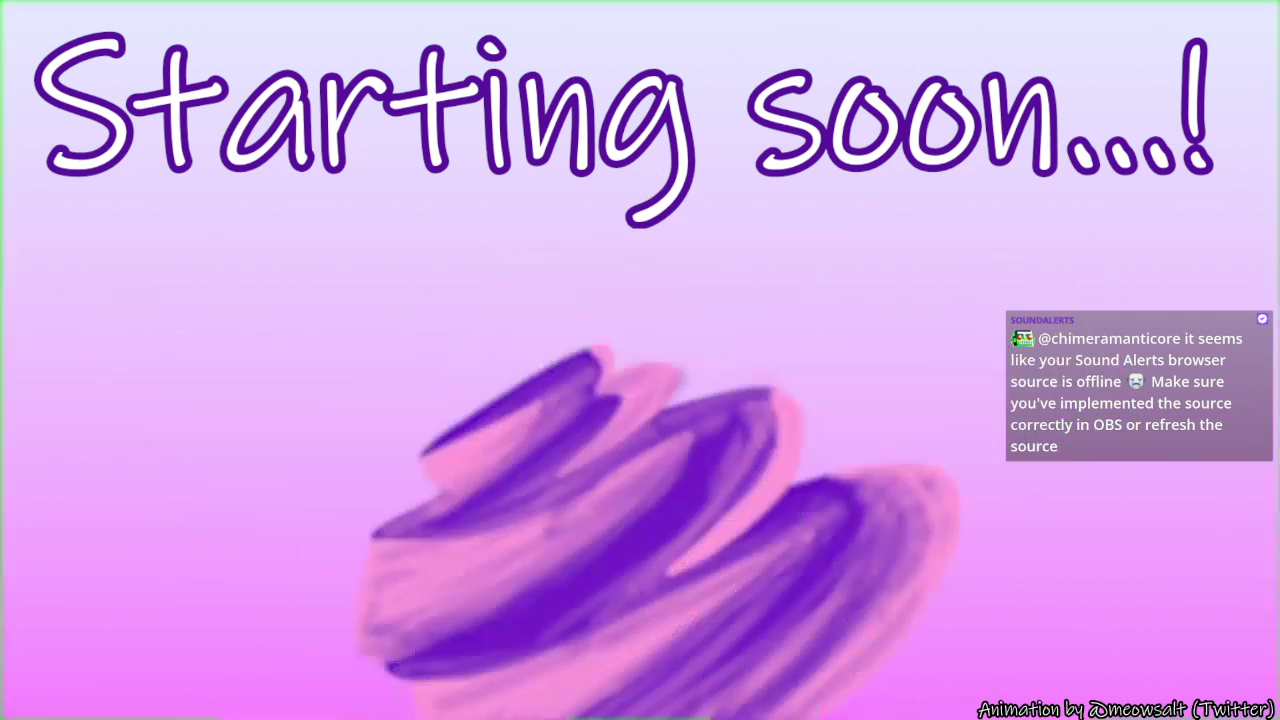 Starting soon...!
SOUNDALERTS
@chimeramanticore it seems
like your Sound Alerts browser
source is offline Make sure
you've implemented the source
correctly in OBS or refresh the
source
Animation by @meowsalt (Twitter)